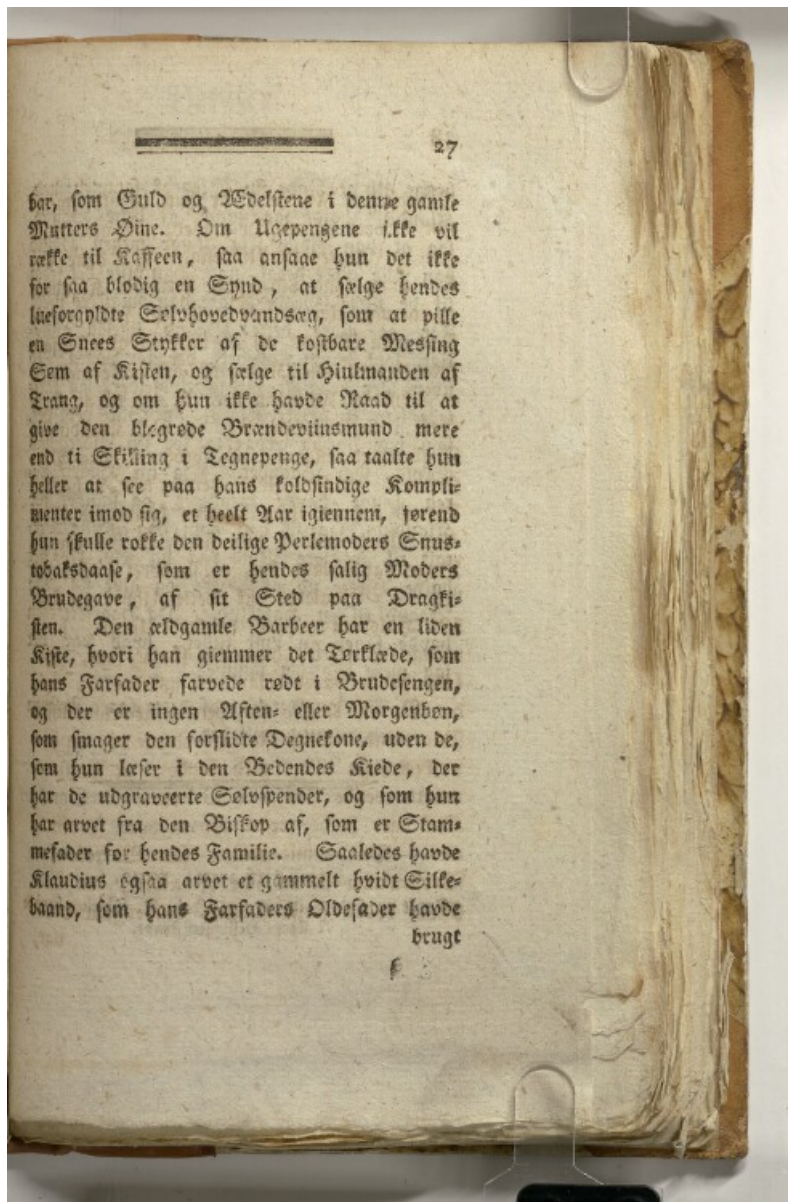 27
bar, som Guld og Ædelstene i denne gamle
Mutters Øine. Om Ugepengene ikke vil
række til Kaffeen, saa ansaae hun det ikke
for saa blodig en Synd, at sælge hendes
lueforgyldte Sølvhovedvandsæg, som at pille
en Snees Stykker af de kostbare Messing
Søm af Kisten, og sælge til Hiulmanden af
Trang, og om hun ikke havde Raad til at
give den blegrøde Brændeviinsmund mere
end ti Skilling i Tegnepenge, saa taalte hun
heller at see paa hans koldsindige Kompli-
menter imod sig, et heelt Aar igiennem, førend
hun skulle rokke den deilige Perlemoders Snus-
tobaksdaase, som er hendes salig Moders
Brudegave, af sit Sted paa Dragki-
sten. Den ældgamle Barbeer har en liden
Kiste, hvori han giemmer det Tørklæde, som
hans Farfader farvede rødt i Brudesengen,
og der er ingen Aften- eller Morgenbøn,
som smager den forslidte Degnekone, uden de,
som hun læser i den Bedendes Kiede, der
har de udgraveerte Sølvspender, og som hun
har arvet fra den Biskop af, som er Stam-
mefader for hendes Familie. Saaledes havde
Klaudius ogsaa arvet et gammelt hvidt Silke-
baand, som hans Farfaders Oldefader havde
brugt